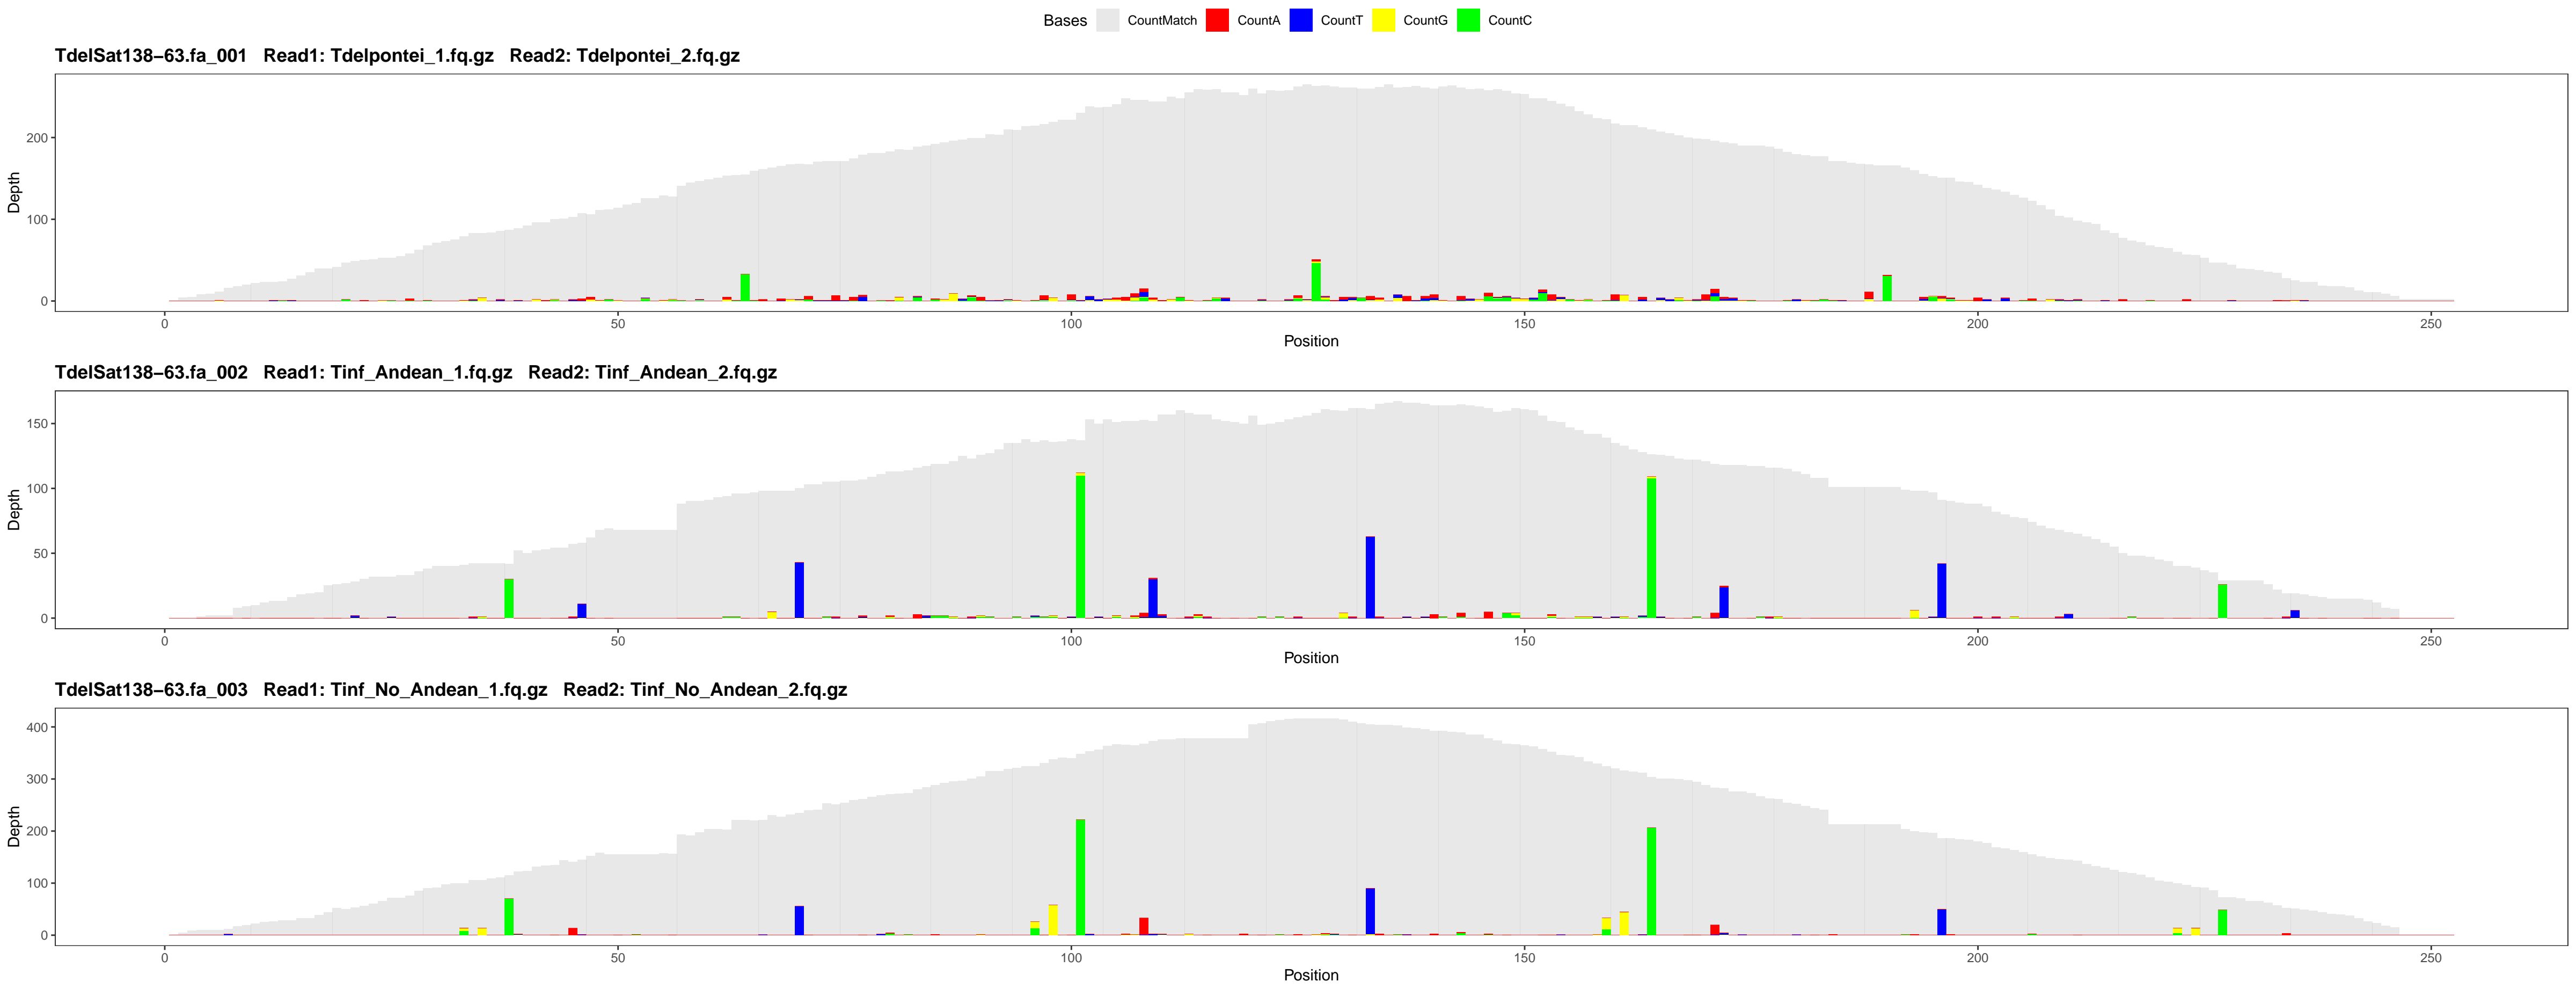 Bases CountMatch CountA CountT CountG CountC
TdelSat138−63.fa_001 Read1: Tdelpontei_1.fq.gz Read2: Tdelpontei_2.fq.gz
Depth
200
100
0
0 50 100 150 200 250
Position
TdelSat138−63.fa_002 Read1: Tinf_Andean_1.fq.gz Read2: Tinf_Andean_2.fq.gz
Depth
150
100
50
0
0 50 100 150 200 250
Position
TdelSat138−63.fa_003 Read1: Tinf_No_Andean_1.fq.gz Read2: Tinf_No_Andean_2.fq.gz
Depth
400
300
200
100
0
0 50 100 150 200 250
Position